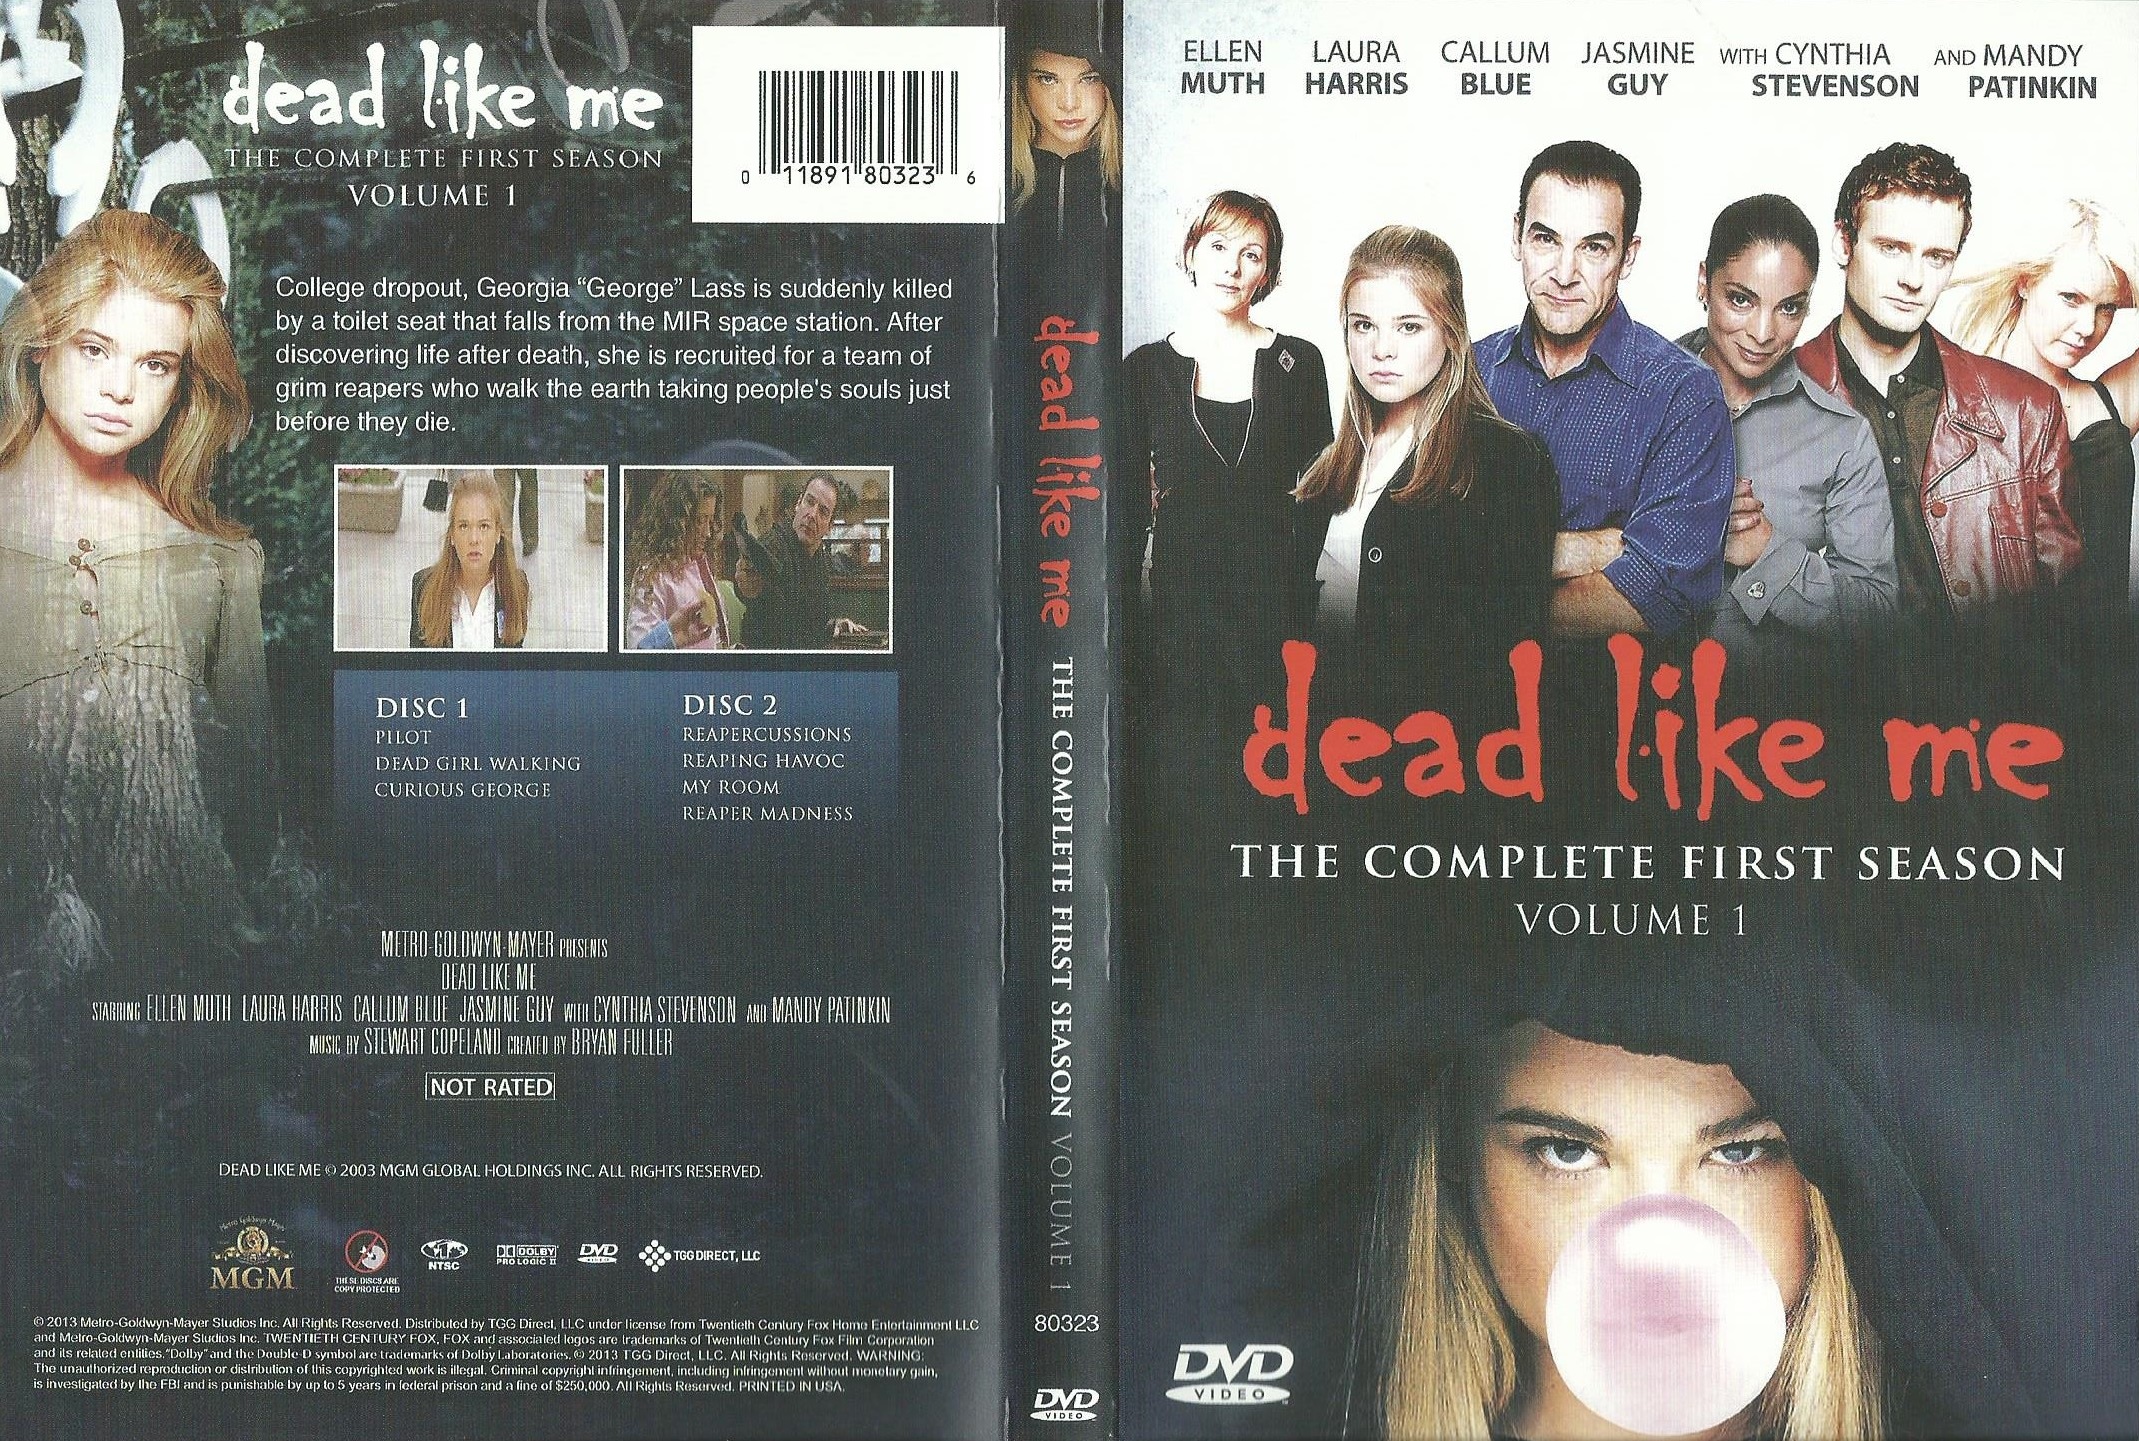 dead like me
THE COMPLETE FIRST SEASON
VOLUME 1
0 11891 80323 6
College dropout, Georgia “George” Lass is suddenly killed
by a toilet seat that falls from the MIR space station. After
discovering life after death, she is recruited for a team of
grim reapers who walk the earth taking people's souls just
before they die.
DISC 1
PILOT
DEAD GIRL WALKING
CURIOUS GEORGE
DISC 2
REAPERCUSSIONS
REAPING HAVOC
MY ROOM
REAPER MADNESS
METRO-GOLDWYN-MAYER PRESENTS
DEAD LIKE ME
STARRING ELLEN MUTH LAURA HARRIS CALLUM BLUE JASMINE GUY WITH CYNTHIA STEVENSON AND MANDY PATINKIN
MUSIC BY STEWART COPELAND CREATED BY BRYAN FULLER
NOT RATED
DEAD LIKE ME © 2003 MGM GLOBAL HOLDINGS INC. ALL RIGHTS RESERVED.
Metro Goldwyn Mayer
MGM
THESE DISCS ARE
COPY PROTECTED
NTSC
DOLBY
PRO LOGIC II
DVD
VIDEO
TGG DIRECT, LLC
© 2013 Metro-Goldwyn-Mayer Studios Inc. All Rights Reserved. Distributed by TGG Direct, LLC under license from Twentieth Century Fox Home Entertainment LLC
and Metro-Goldwyn-Mayer Studios Inc. TWENTIETH CENTURY FOX, FOX and associated logos are trademarks of Twentieth Century Fox Film Corporation
and its related entities. "Dolby" and the Double-D symbol are trademarks of Dolby Laboratories. © 2013 TGG Direct, LLC. All Rights Reserved. WARNING:
The unauthorized reproduction or distribution of this copyrighted work is illegal. Criminal copyright infringement, including infringement without monetary gain,
is investigated by the FBI and is punishable by up to 5 years in federal prison and a fine of $250,000. All Rights Reserved. PRINTED IN USA.
dead like me THE COMPLETE FIRST SEASON VOLUME 1
80323
DVD
VIDEO
ELLEN MUTH LAURA HARRIS CALLUM BLUE JASMINE GUY WITH CYNTHIA STEVENSON AND MANDY PATINKIN
dead like me
THE COMPLETE FIRST SEASON
VOLUME 1
DVD
VIDEO